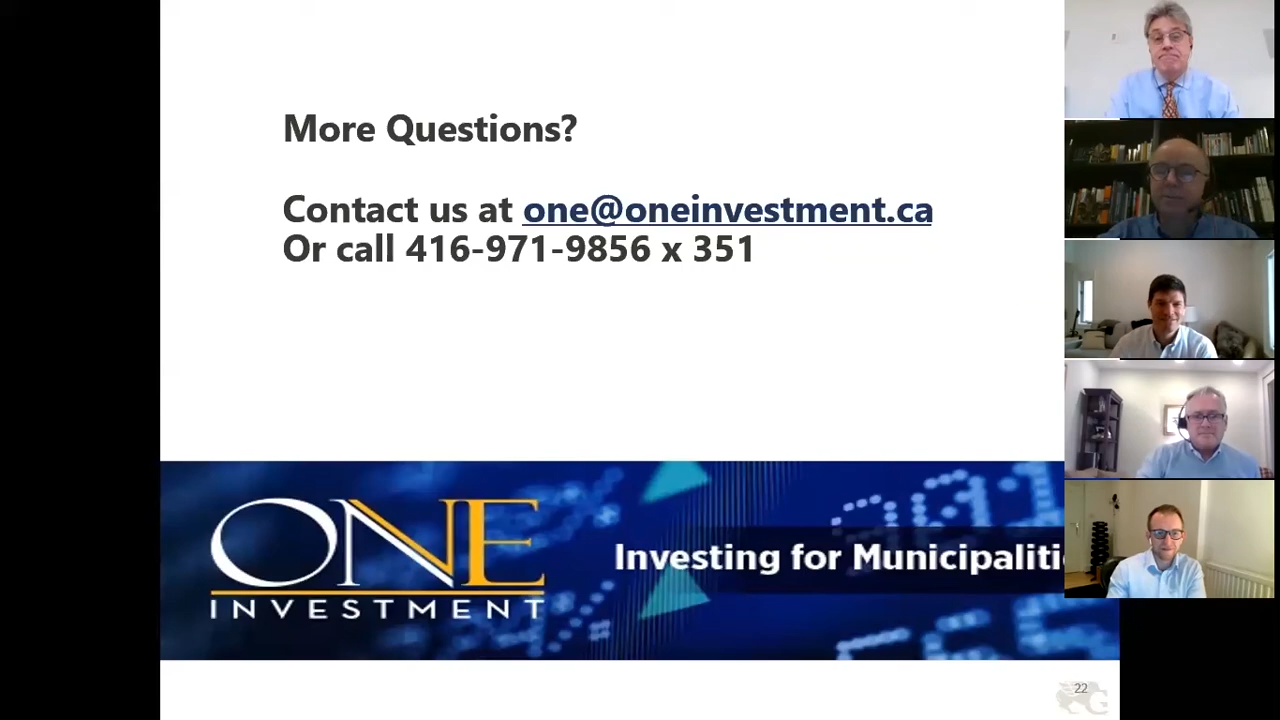 More Questions?
Contact us at one@oneinvestment.ca
Or call 416-971-9856 x 351
ONE
INVESTMENT
Investing for Municipaliti
22